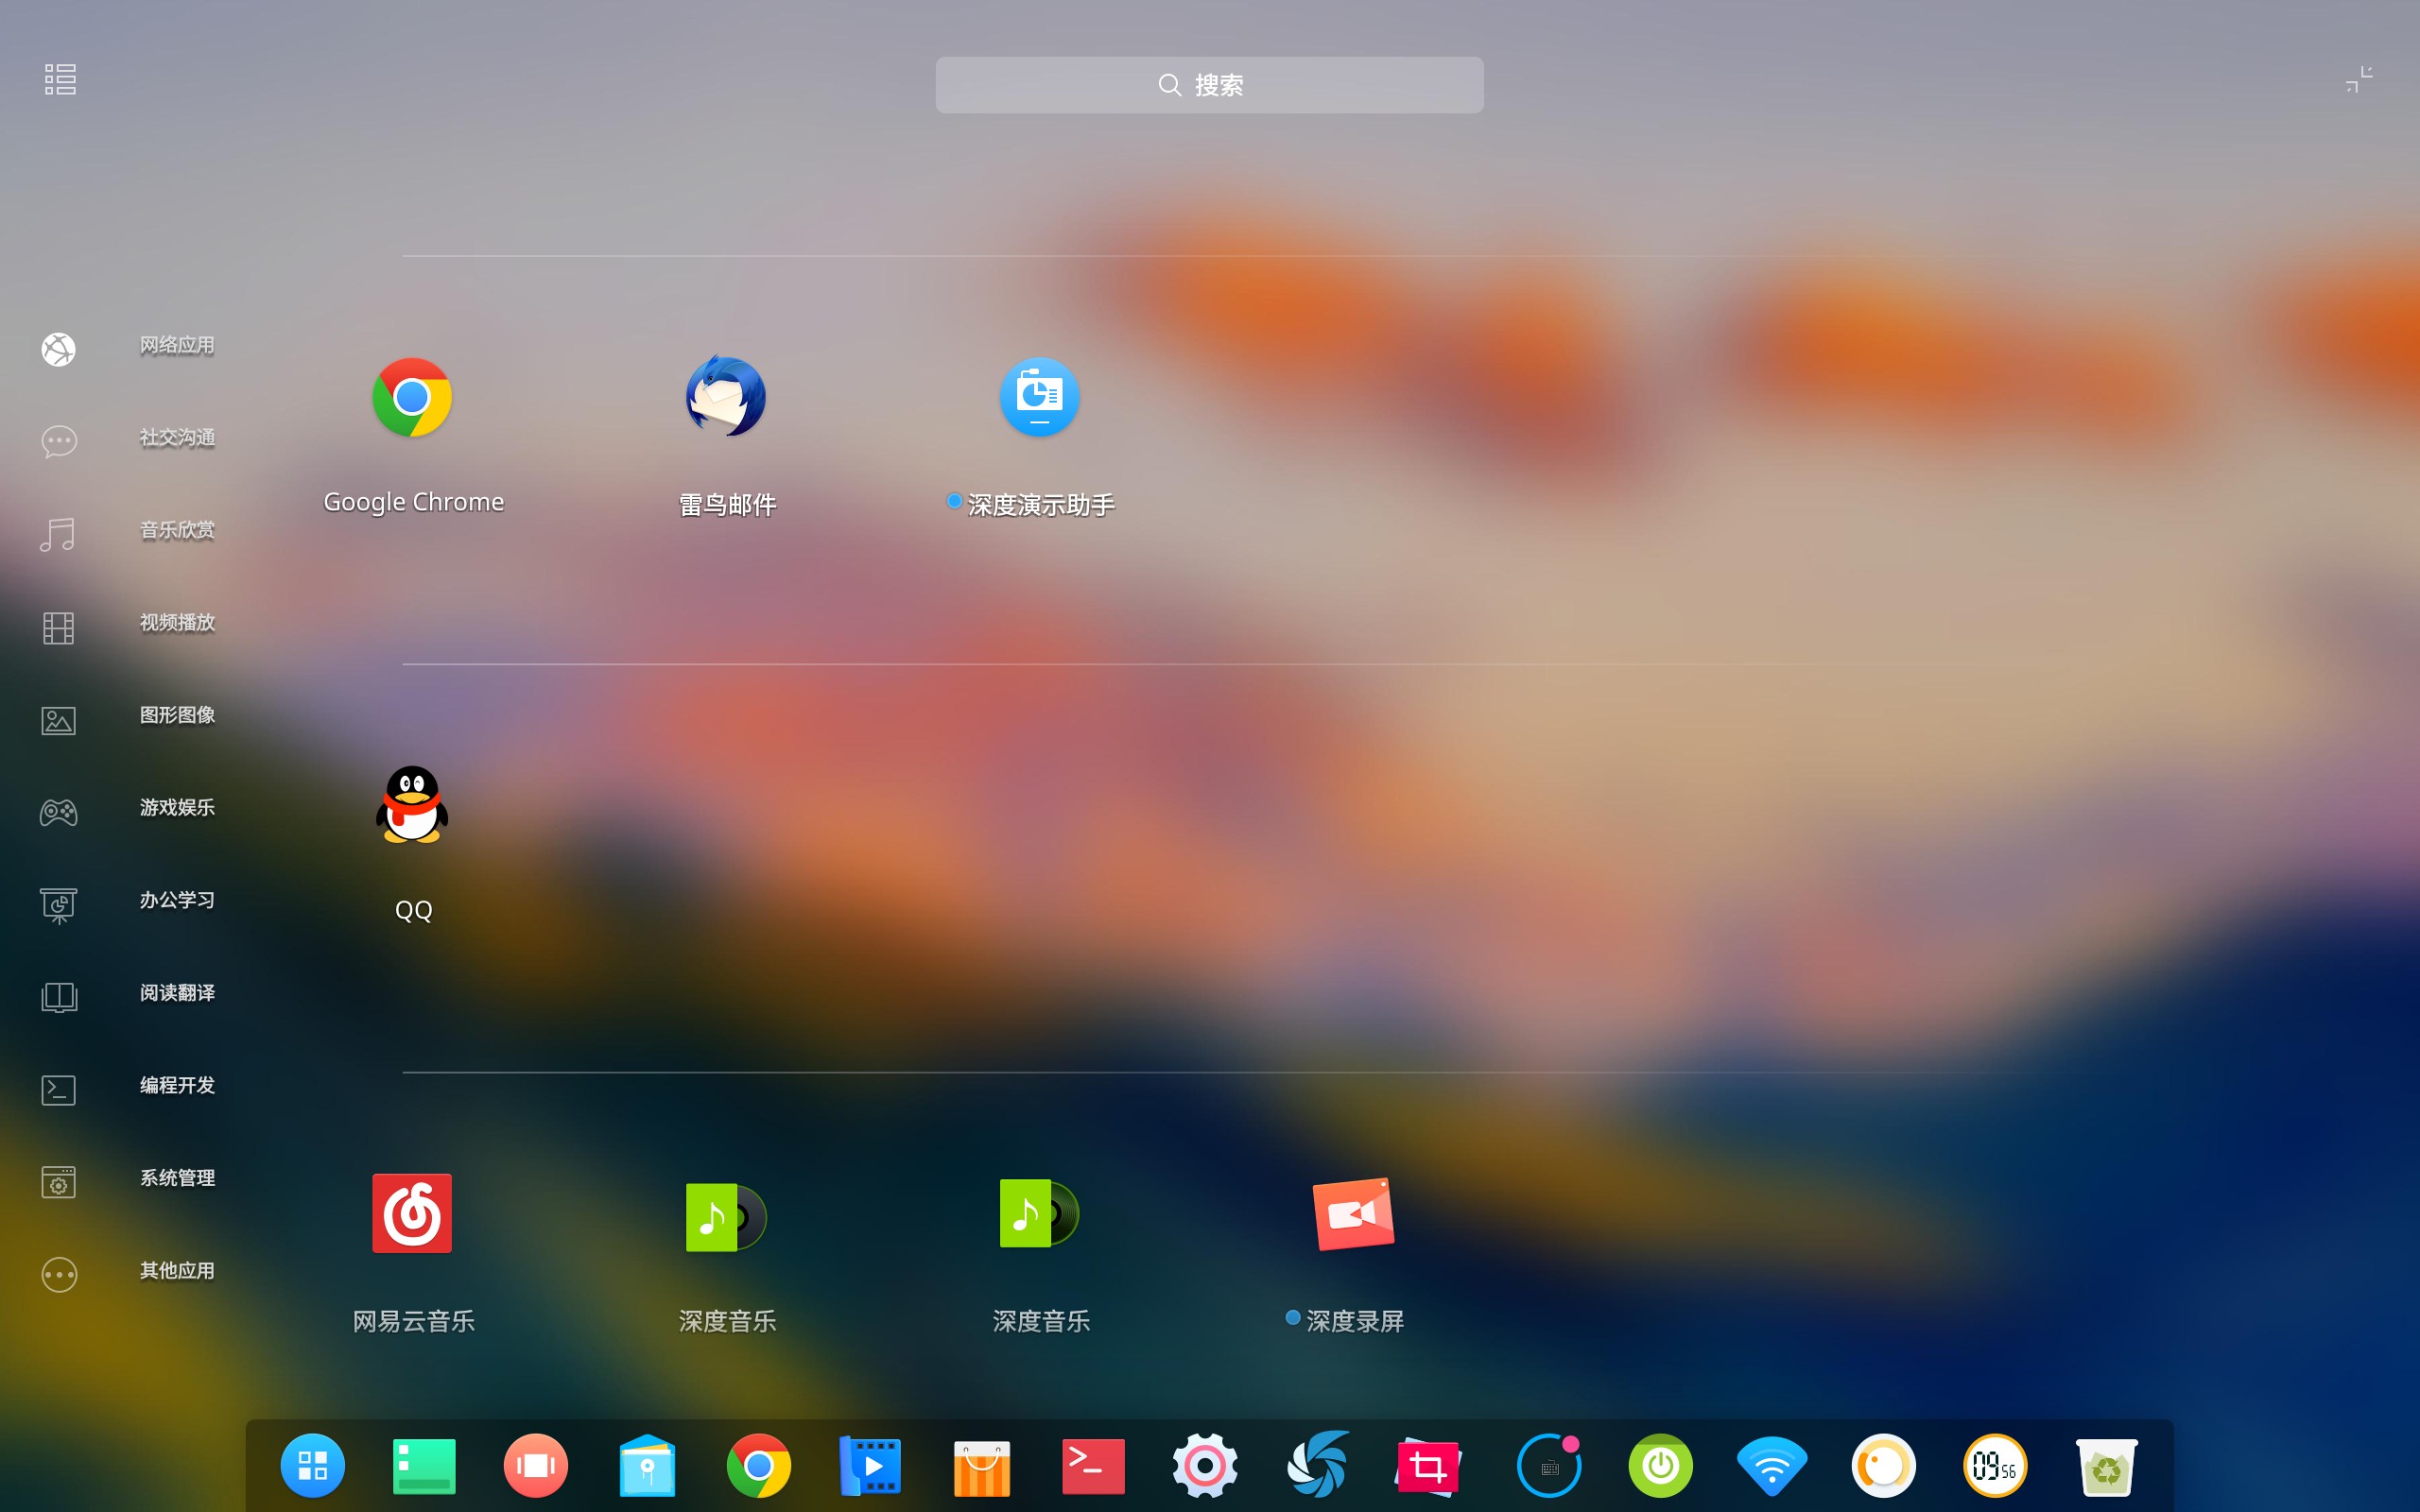 搜索
网络应用
社交沟通
音乐欣赏
视频播放
图形图像
游戏娱乐
办公学习
阅读翻译
编程开发
系统管理
其他应用
Google Chrome
雷鸟邮件
深度演示助手
QQ
网易云音乐
深度音乐
深度音乐
深度录屏
09 56